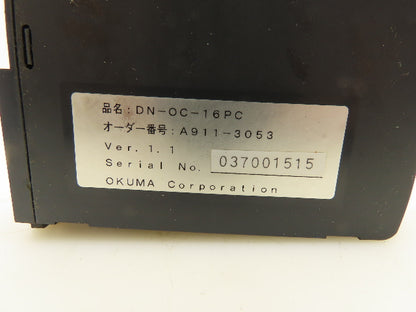 品名: DN-OC-16PC
オーダー番号: A911-3053
Ver. 1. 1
Serial No. 037001515
OKUMA Corporation